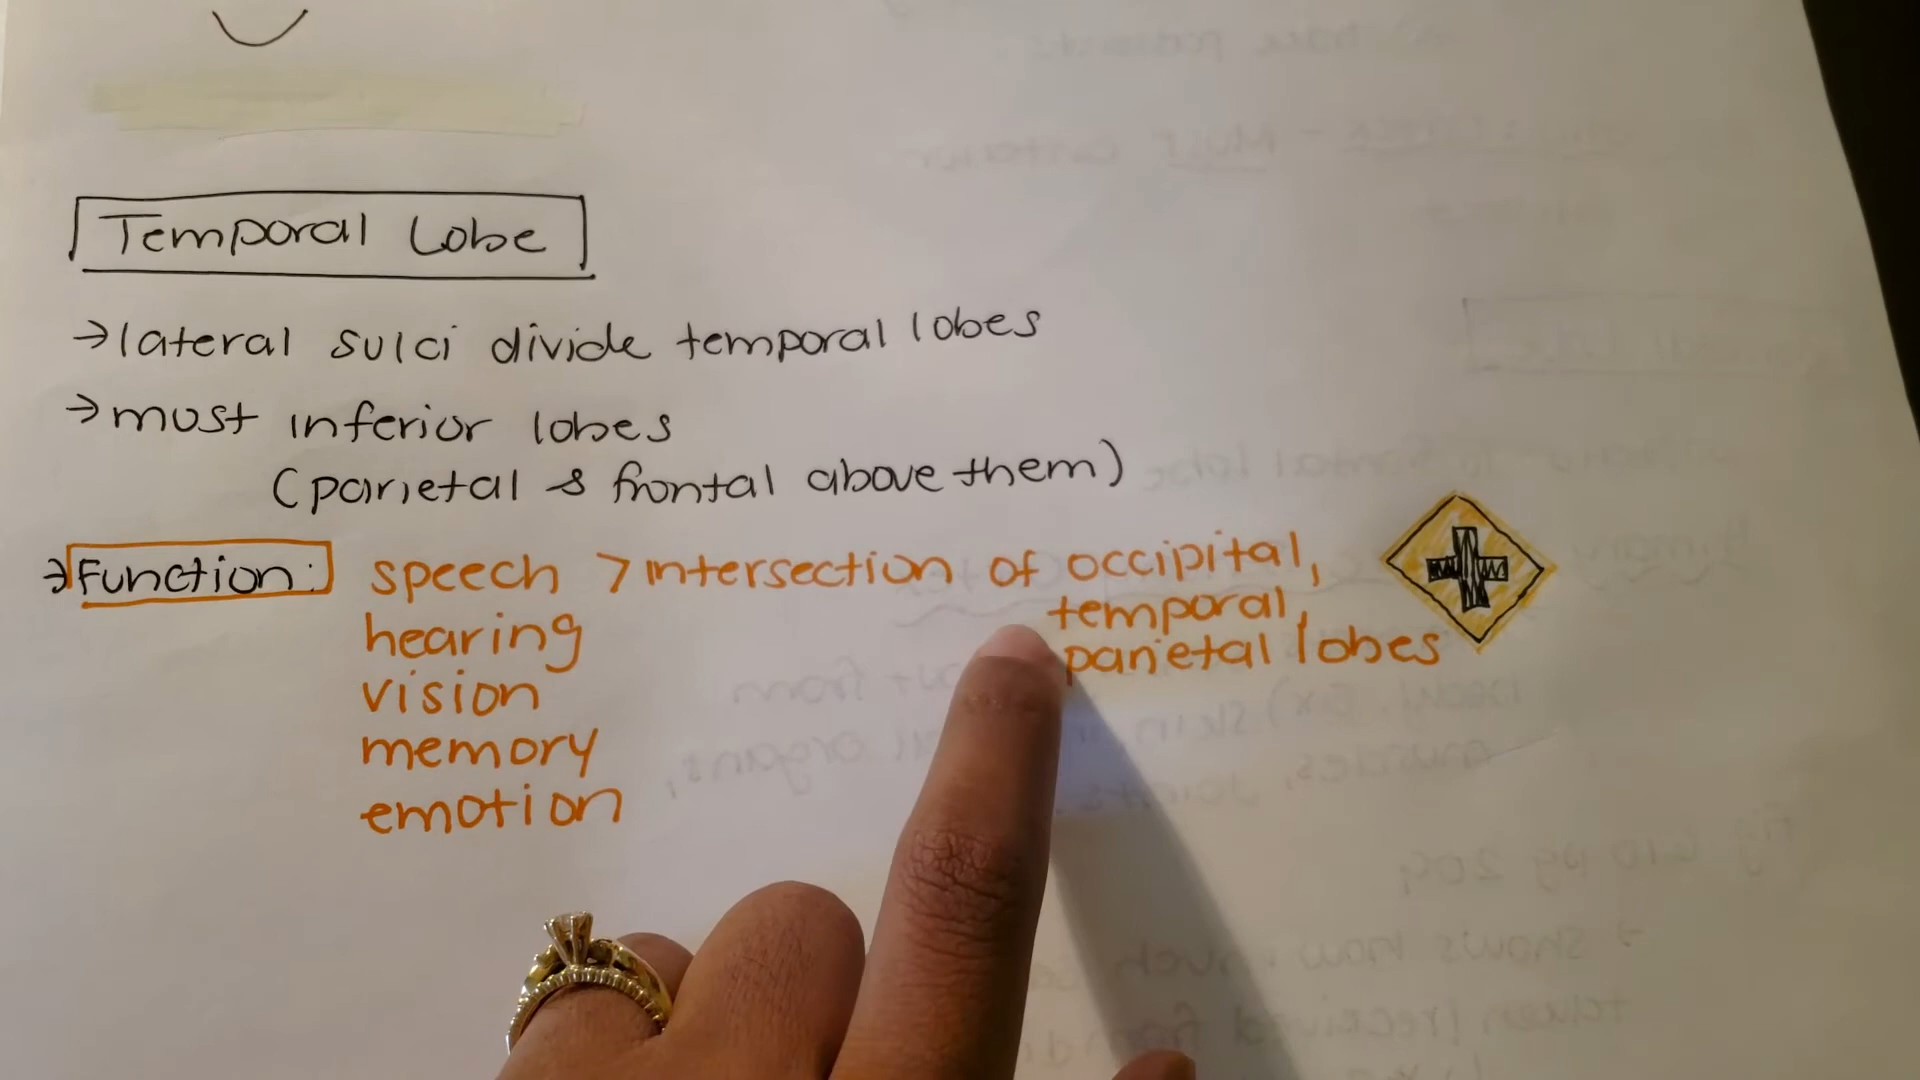 Temporal Lobe
→lateral sulci divide temporal lobes
→most inferior lobes
(parietal & frontal above them)
→Function: speech > intersection of occipital,
temporal,
hearing
parietal lobes
vision
memory
emotion